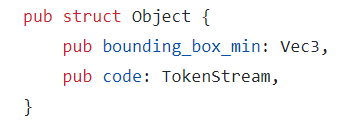 pub struct Object {
    pub bounding_box_min: Vec3,
    pub code: TokenStream,
}